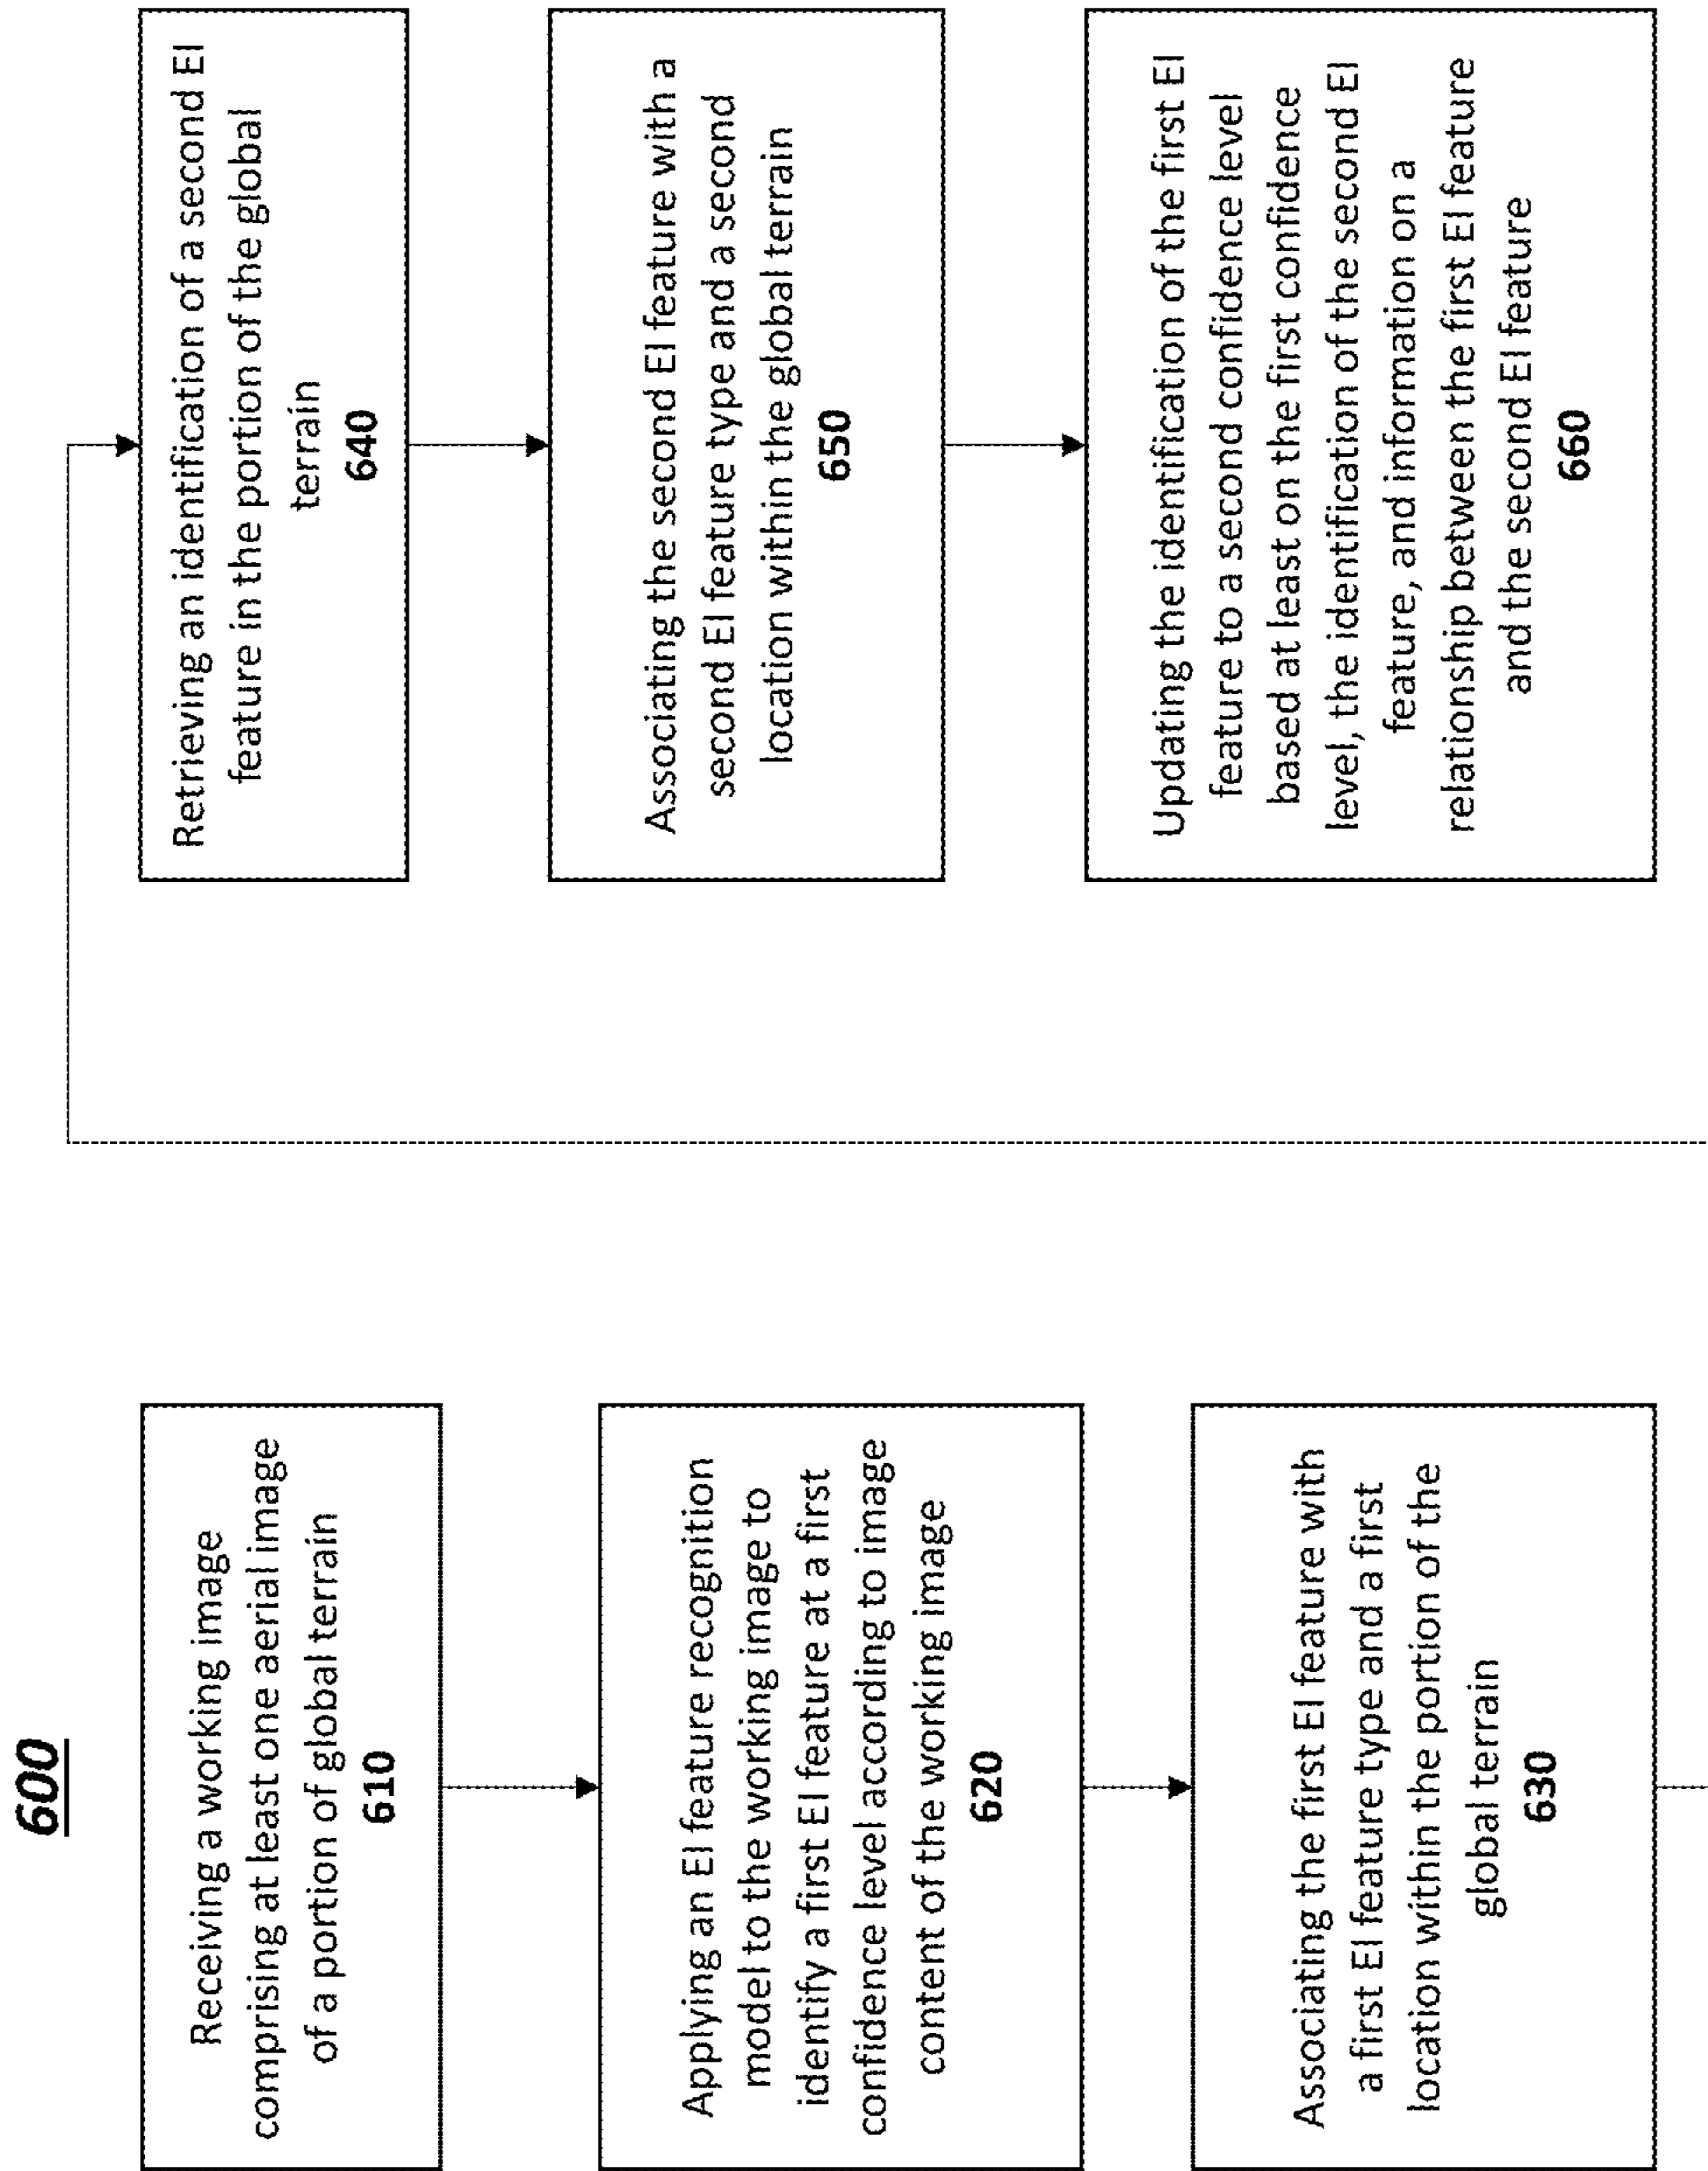 600
Receiving a working image
comprising at least one aerial image
of a portion of global terrain
610
Applying an EI feature recognition
model to the working image to
identify a first EI feature at a first
confidence level according to image
content of the working image
620
Associating the first EI feature with
a first EI feature type and a first
location within the portion of the
global terrain
630
Retrieving an identification of a second EI
feature in the portion of the global
terrain
640
Associating the second EI feature with a
second EI feature type and a second
location within the global terrain
650
Updating the identification of the first EI
feature to a second confidence level
based at least on the first confidence
level, the identification of the second EI
feature, and information on a
relationship between the first EI feature
and the second EI feature
660